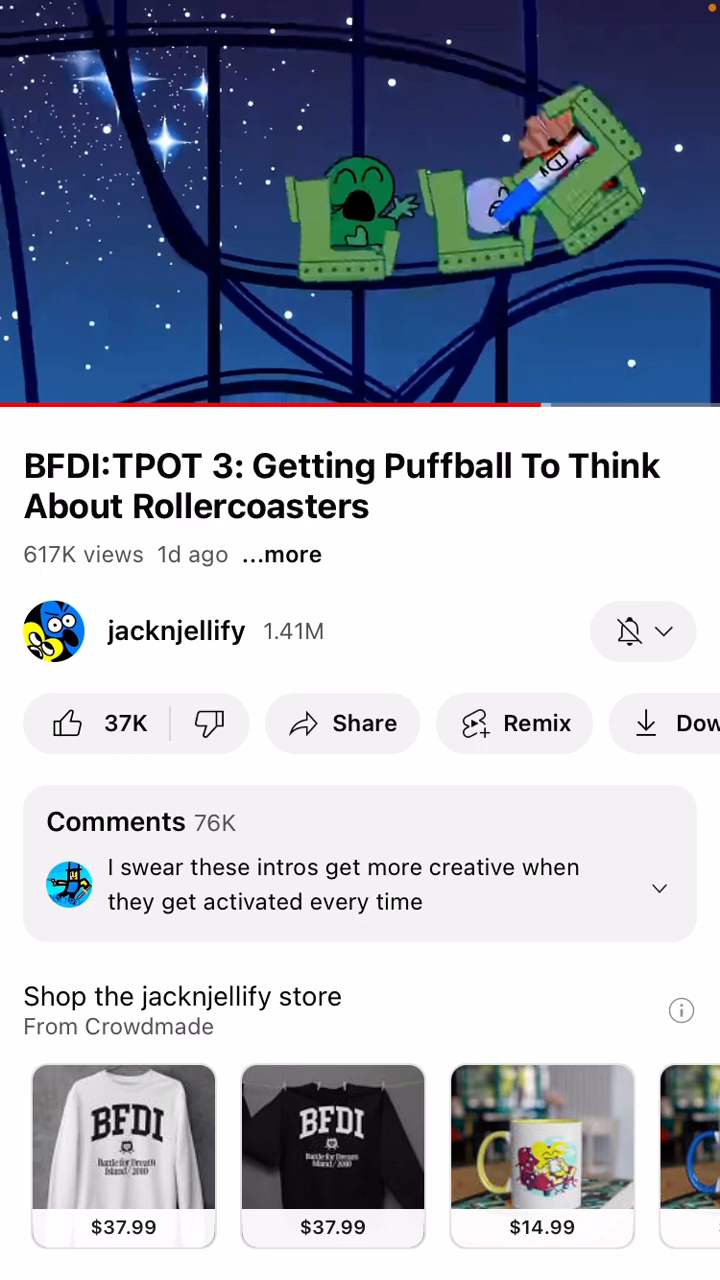 BFDI:TPOT 3: Getting Puffball To Think
About Rollercoasters
617K views 1d ago ...more
jacknjellify 1.41M
37K
Share
Remix
Dow
Comments 76K
I swear these intros get more creative when
they get activated every time
Shop the jacknjellify store
From Crowdmade
BFDI
Battle for Dream
Island/2010
$37.99
BFDI
Battle for Dream
Island/2010
$37.99
$14.99